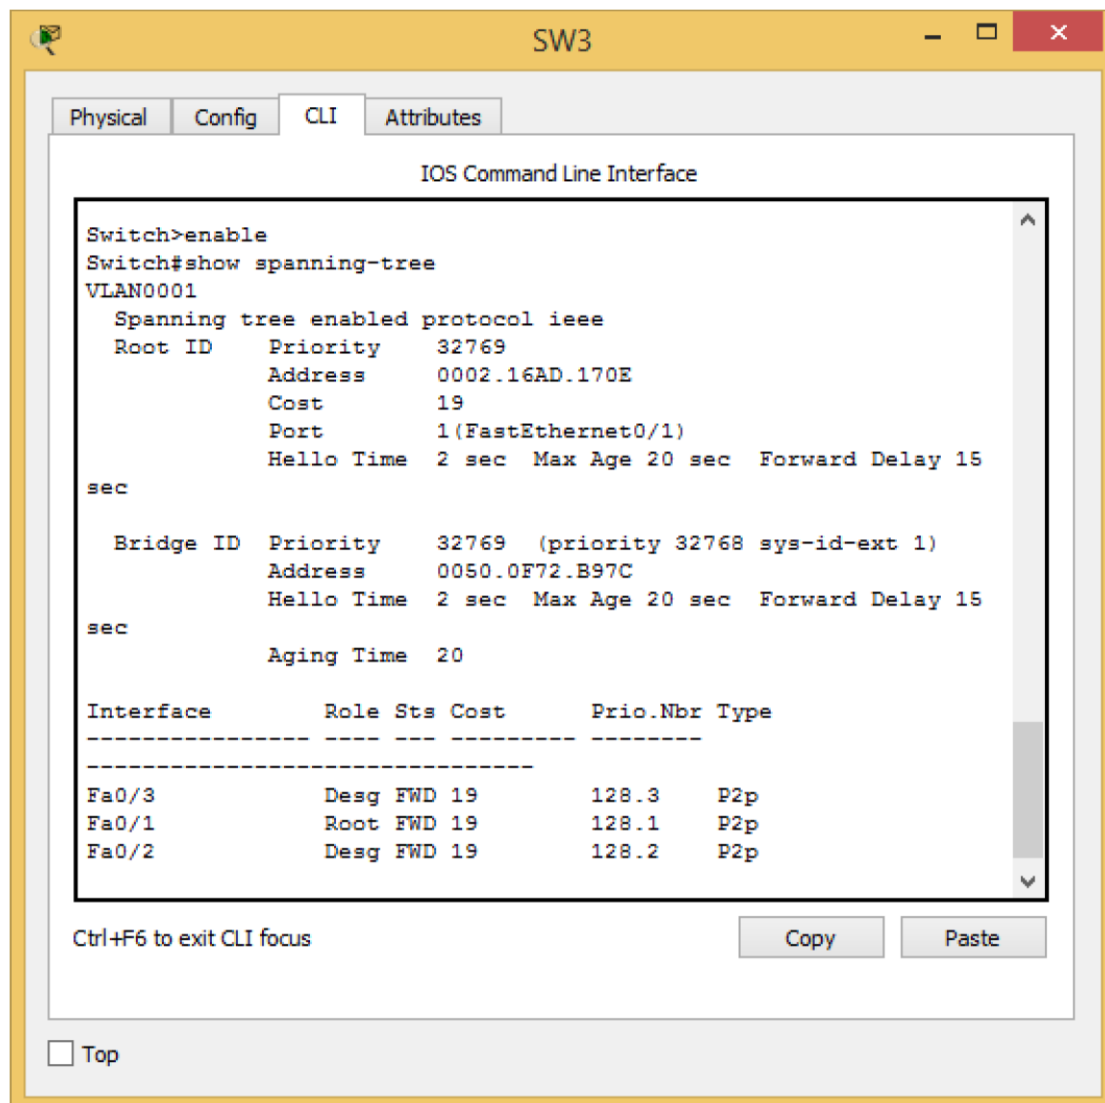 SW3
Physical Config CLI Attributes
IOS Command Line Interface
Switch>enable
Switch#show spanning-tree
VLAN0001
  Spanning tree enabled protocol ieee
  Root ID    Priority    32769
             Address     0002.16AD.170E
             Cost        19
             Port        1(FastEthernet0/1)
             Hello Time  2 sec  Max Age 20 sec  Forward Delay 15
sec
  Bridge ID  Priority    32769  (priority 32768 sys-id-ext 1)
             Address     0050.0F72.B97C
             Hello Time  2 sec  Max Age 20 sec  Forward Delay 15
sec
             Aging Time  20
Interface        Role Sts Cost      Prio.Nbr Type
---------------- ---- --- --------- --------
--------------------------------
Fa0/3            Desg FWD 19        128.3    P2p
Fa0/1            Root FWD 19        128.1    P2p
Fa0/2            Desg FWD 19        128.2    P2p
Ctrl+F6 to exit CLI focus Copy Paste
Top